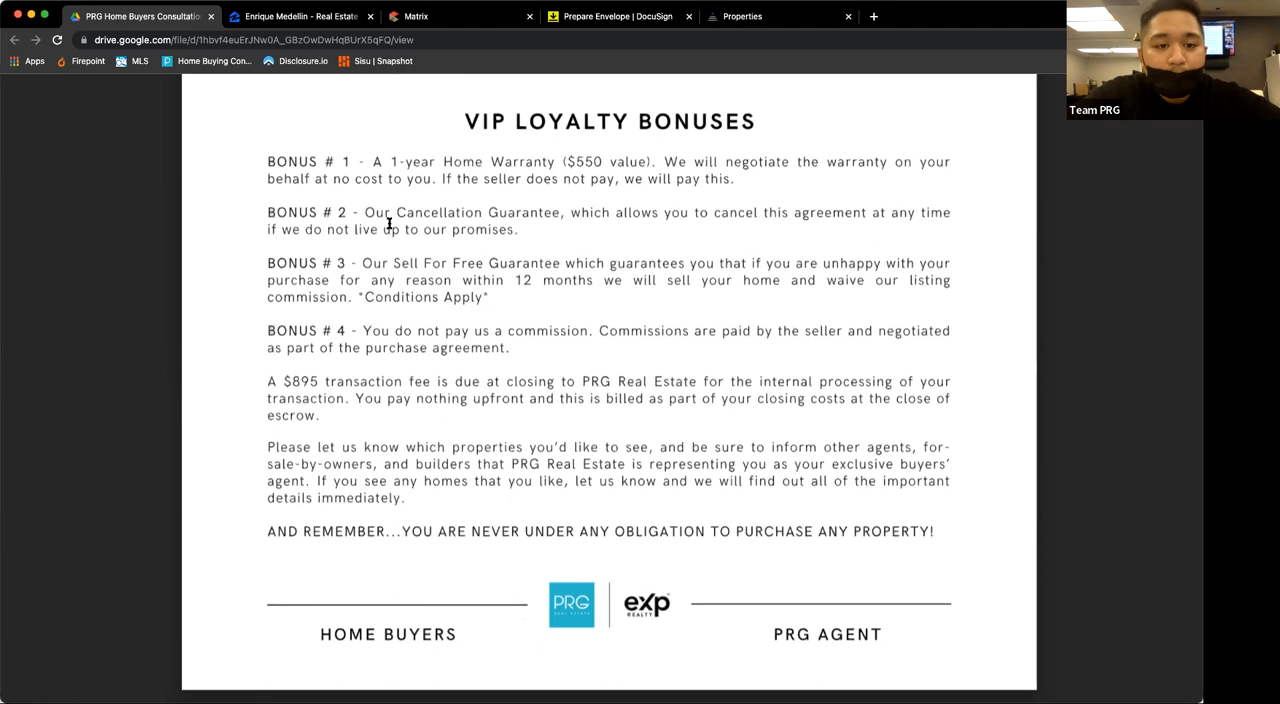 PRG Home Buyers Consultatio
Enrique Medellin - Real Estate
Matrix
Prepare Envelope | DocuSign
Properties
drive.google.com/file/d/1hbvf4euErJNw0A_GBzOwDwHqBUrX5qFQ/view
Apps
Firepoint
MLS
Home Buying Con...
Disclosure.io
Sisu | Snapshot
Team PRG
VIP LOYALTY BONUSES
BONUS # 1 - A 1-year Home Warranty ($550 value). We will negotiate the warranty on your
behalf at no cost to you. If the seller does not pay, we will pay this.
BONUS # 2 - Our Cancellation Guarantee, which allows you to cancel this agreement at any time
if we do not live up to our promises.
BONUS # 3 - Our Sell For Free Guarantee which guarantees you that if you are unhappy with your
purchase for any reason within 12 months we will sell your home and waive our listing
commission. *Conditions Apply*
BONUS # 4 - You do not pay us a commission. Commissions are paid by the seller and negotiated
as part of the purchase agreement.
A $895 transaction fee is due at closing to PRG Real Estate for the internal processing of your
transaction. You pay nothing upfront and this is billed as part of your closing costs at the close of
escrow.
Please let us know which properties you'd like to see, and be sure to inform other agents, for-
sale-by-owners, and builders that PRG Real Estate is representing you as your exclusive buyers'
agent. If you see any homes that you like, let us know and we will find out all of the important
details immediately.
AND REMEMBER...YOU ARE NEVER UNDER ANY OBLIGATION TO PURCHASE ANY PROPERTY!
PRG
REAL ESTATE
exp
REALTY
HOME BUYERS
PRG AGENT